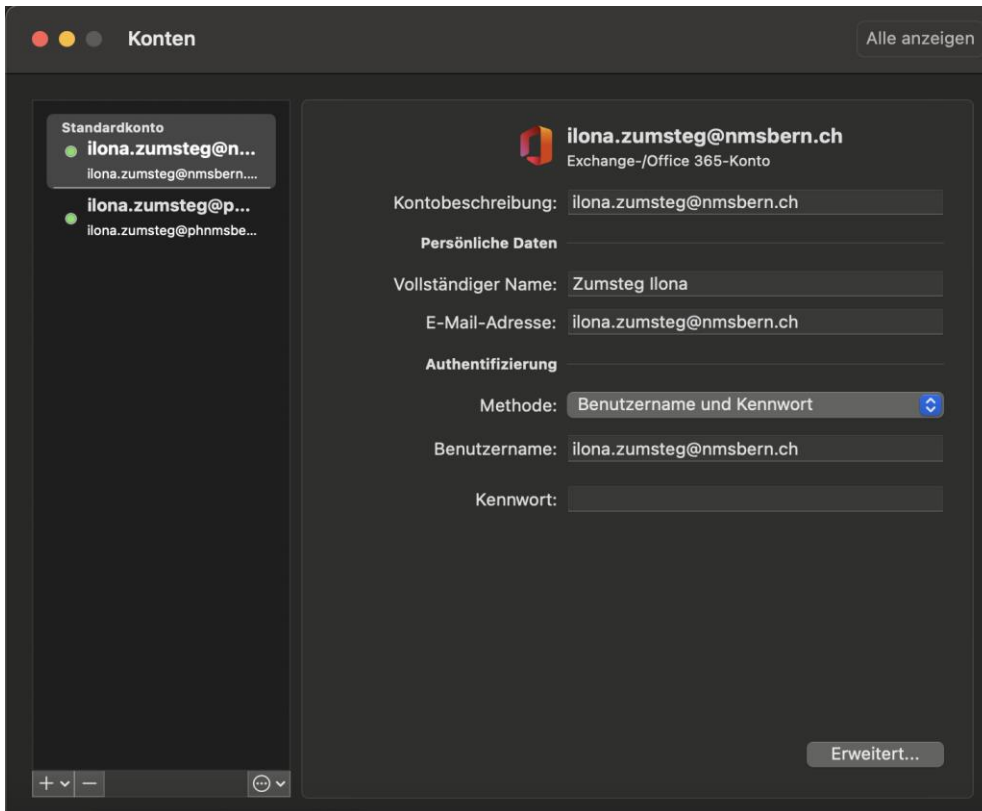 Konten
Alle anzeigen
Standardkonto
ilona.zumsteg@n...
ilona.zumsteg@nmsbern....
ilona.zumsteg@p...
ilona.zumsteg@phnmsbe...
ilona.zumsteg@nmsbern.ch
Exchange-/Office 365-Konto
Kontobeschreibung: ilona.zumsteg@nmsbern.ch
Persönliche Daten
Vollständiger Name: Zumsteg Ilona
E-Mail-Adresse: ilona.zumsteg@nmsbern.ch
Authentifizierung
Methode: Benutzername und Kennwort
Benutzername: ilona.zumsteg@nmsbern.ch
Kennwort:
Erweitert...